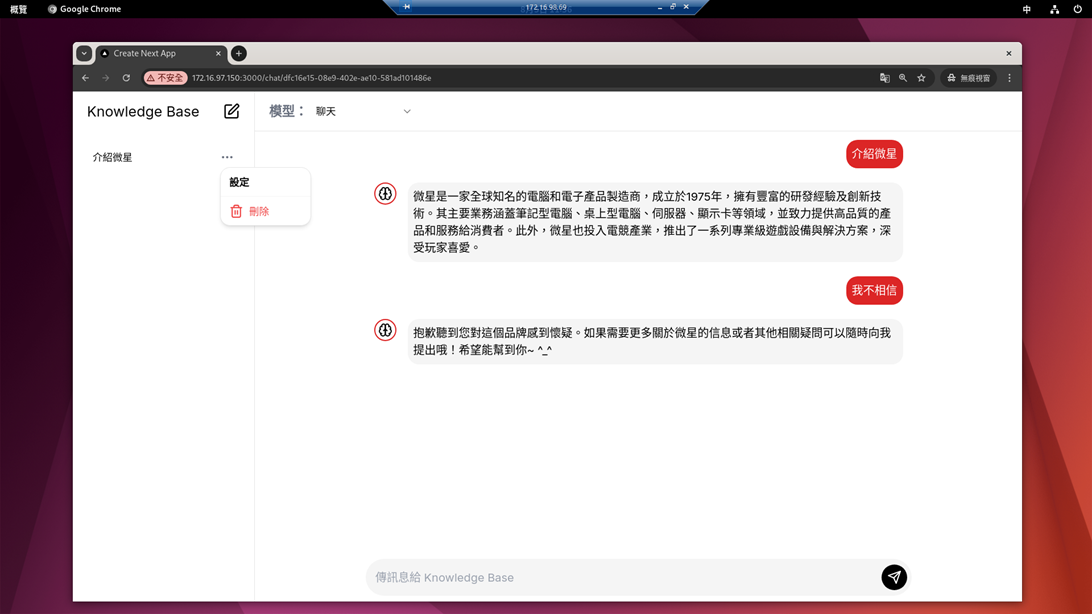 概覽
Google Chrome
172.16.98.69
中
Create Next App
不安全
172.16.97.150:3000/chat/dfc16e15-08e9-402e-ae10-581ad101486e
無痕視窗
Knowledge Base
模型：
聊天
介紹微星
設定
刪除
介紹微星
微星是一家全球知名的電腦和電子產品製造商，成立於1975年，擁有豐富的研發經驗及創新技
術。其主要業務涵蓋筆記型電腦、桌上型電腦、伺服器、顯示卡等領域，並致力提供高品質的產
品和服務給消費者。此外，微星也投入電競產業，推出了一系列專業級遊戲設備與解決方案，深
受玩家喜愛。
我不相信
抱歉聽到您對這個品牌感到懷疑。如果需要更多關於微星的信息或者其他相關疑問可以隨時向我
提出哦！希望能幫到你~ ^_^
傳訊息給 Knowledge Base